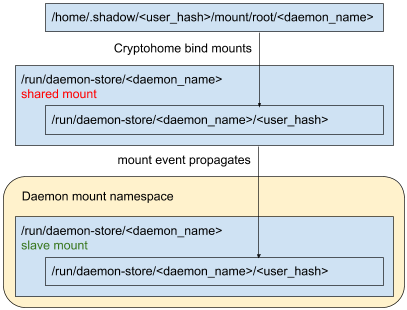 /home/.shadow/<user_hash>/mount/root/<daemon_name>
Cryptohome bind mounts
/run/daemon-store/<daemon_name>
shared mount
/run/daemon-store/<daemon_name>/<user_hash>
mount event propagates
Daemon mount namespace
/run/daemon-store/<daemon_name>
slave mount
/run/daemon-store/<daemon_name>/<user_hash>